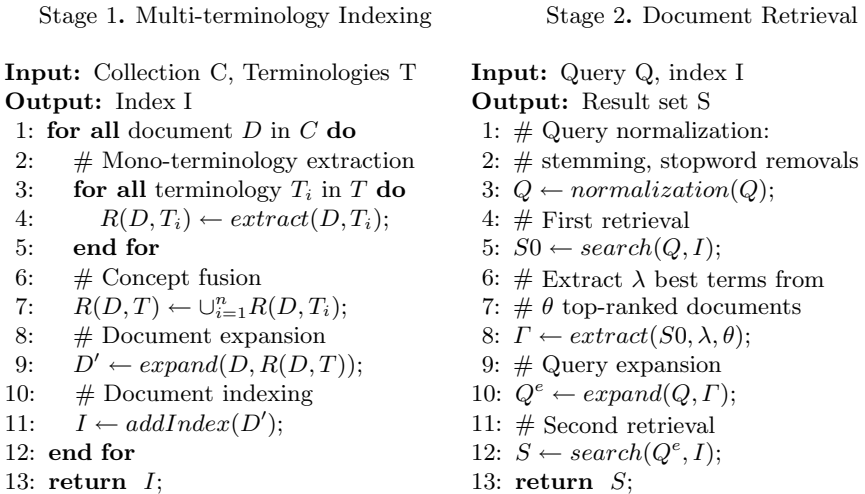 Stage 1. Multi-terminology Indexing
Input: Collection C, Terminologies T
Output: Index I
1: for all document D in C do
2: # Mono-terminology extraction
3: for all terminology T_i in T do
4: R(D, T_i) ← extract(D, T_i);
5: end for
6: # Concept fusion
7: R(D, T) ← ∪_{i=1}^{n} R(D, T_i);
8: # Document expansion
9: D′ ← expand(D, R(D, T));
10: # Document indexing
11: I ← addIndex(D′);
12: end for
13: return I;
Stage 2. Document Retrieval
Input: Query Q, index I
Output: Result set S
1: # Query normalization:
2: # stemming, stopword removals
3: Q ← normalization(Q);
4: # First retrieval
5: S0 ← search(Q, I);
6: # Extract λ best terms from
7: # θ top-ranked documents
8: Γ ← extract(S0, λ, θ);
9: # Query expansion
10: Q^e ← expand(Q, Γ);
11: # Second retrieval
12: S ← search(Q^e, I);
13: return S;